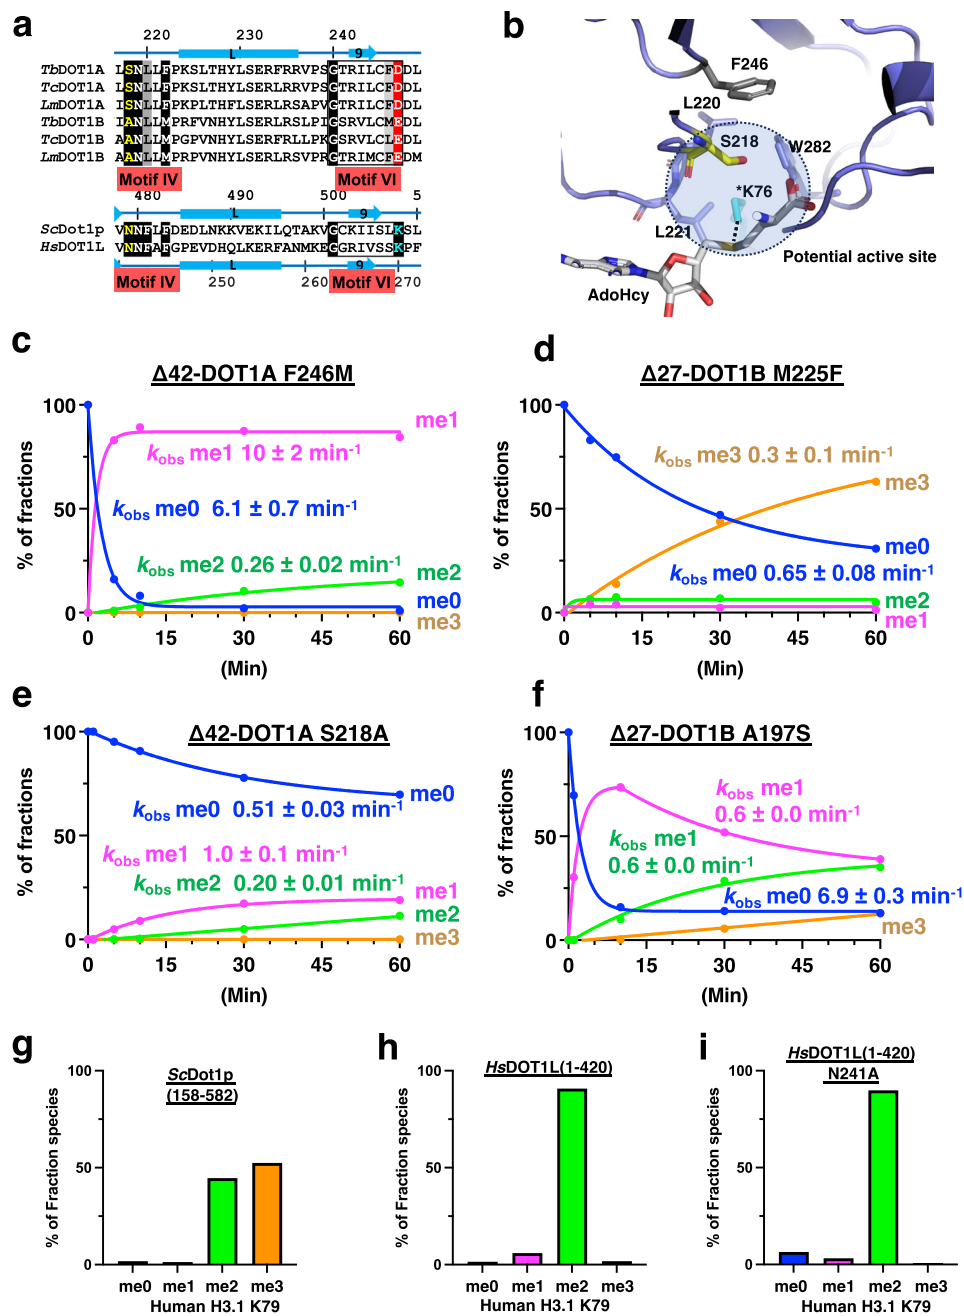 a
220 230 240
L 9
TbDOT1A LSNLLFPKSLTHYLSERFRRVPSGTRILCFDDL
TcDOT1A ISNLLFPKSLTHYLSERFRRVPSGTRILCFDDL
LmDOT1A ISNLLFPKPLTHFLSERLRSVPSGTRILCFDDL
TbDOT1B IANLLMPRFVNHYLSERLRSLPIGSRVLCMEDL
TcDOT1B AANLLMPGPVNHYLSERFRLLPKGSRVLCFEDL
LmDOT1B AANLLMPRPVNHYLSERLRSVPIGSRIMCFEDM
Motif IV Motif VI
480 490 500 5
L 9
ScDot1p VNNFLFDEDLNKKVEKILQTAKVGCKIISLKSL
HsDOT1L VNNFAFGPEVDHQLKERFANMKEGGRIVSSKPF
L 9
Motif IV 250 260 Motif VI 270
b
F246
L220
S218
W282
*K76
L221
Potential active site
AdoHcy
c
Δ42-DOT1A F246M
100
50
0
% of fractions
me1
kobs me1 10 ± 2 min-1
kobs me0 6.1 ± 0.7 min-1
kobs me2 0.26 ± 0.02 min-1
me2
me0
me3
0 15 30 45 60
(Min)
d
Δ27-DOT1B M225F
100
50
0
% of fractions
kobs me3 0.3 ± 0.1 min-1
me3
me0
kobs me0 0.65 ± 0.08 min-1
me2
me1
15 30 45 60
(Min)
e
Δ42-DOT1A S218A
100
50
0
% of fractions
me0
kobs me0 0.51 ± 0.03 min-1
kobs me1 1.0 ± 0.1 min-1
kobs me2 0.20 ± 0.01 min-1
me1
me2
me3
0 15 30 45 60
(Min)
f
Δ27-DOT1B A197S
100
50
0
% of fractions
kobs me1
0.6 ± 0.0 min-1
kobs me1
0.6 ± 0.0 min-1
kobs me0 6.9 ± 0.3 min-1
me3
0 15 30 45 60
(Min)
g
ScDot1p
(158-582)
100
50
0
% of Fraction species
me0 me1 me2 me3
Human H3.1 K79
h
HsDOT1L(1-420)
100
50
0
% of Fraction species
me0 me1 me2 me3
Human H3.1 K79
i
HsDOT1L(1-420)
N241A
100
50
0
% of Fraction species
me0 me1 me2 me3
Human H3.1 K79